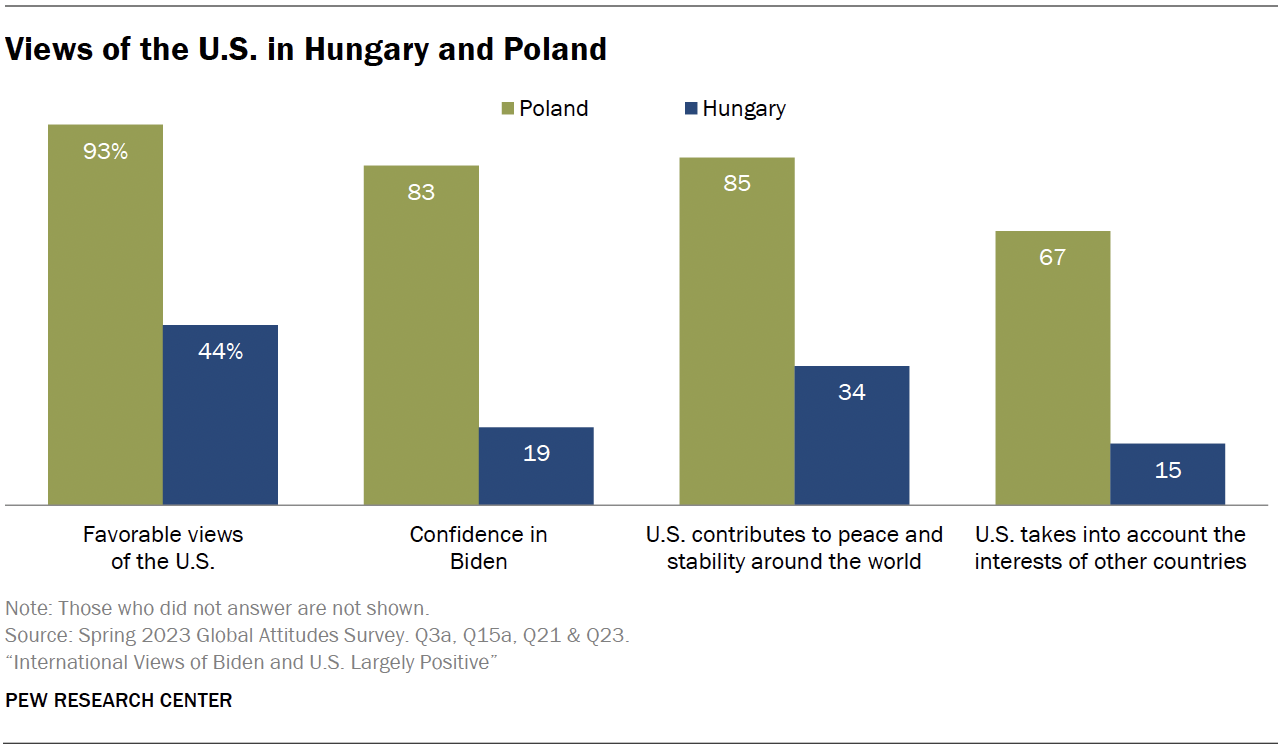 Views of the U.S. in Hungary and Poland
Poland Hungary
93%
44%
83
19
85
34
67
15
Favorable views
of the U.S.
Confidence in
Biden
U.S. contributes to peace and
stability around the world
U.S. takes into account the
interests of other countries
Note: Those who did not answer are not shown.
Source: Spring 2023 Global Attitudes Survey. Q3a, Q15a, Q21 & Q23.
“International Views of Biden and U.S. Largely Positive”
PEW RESEARCH CENTER